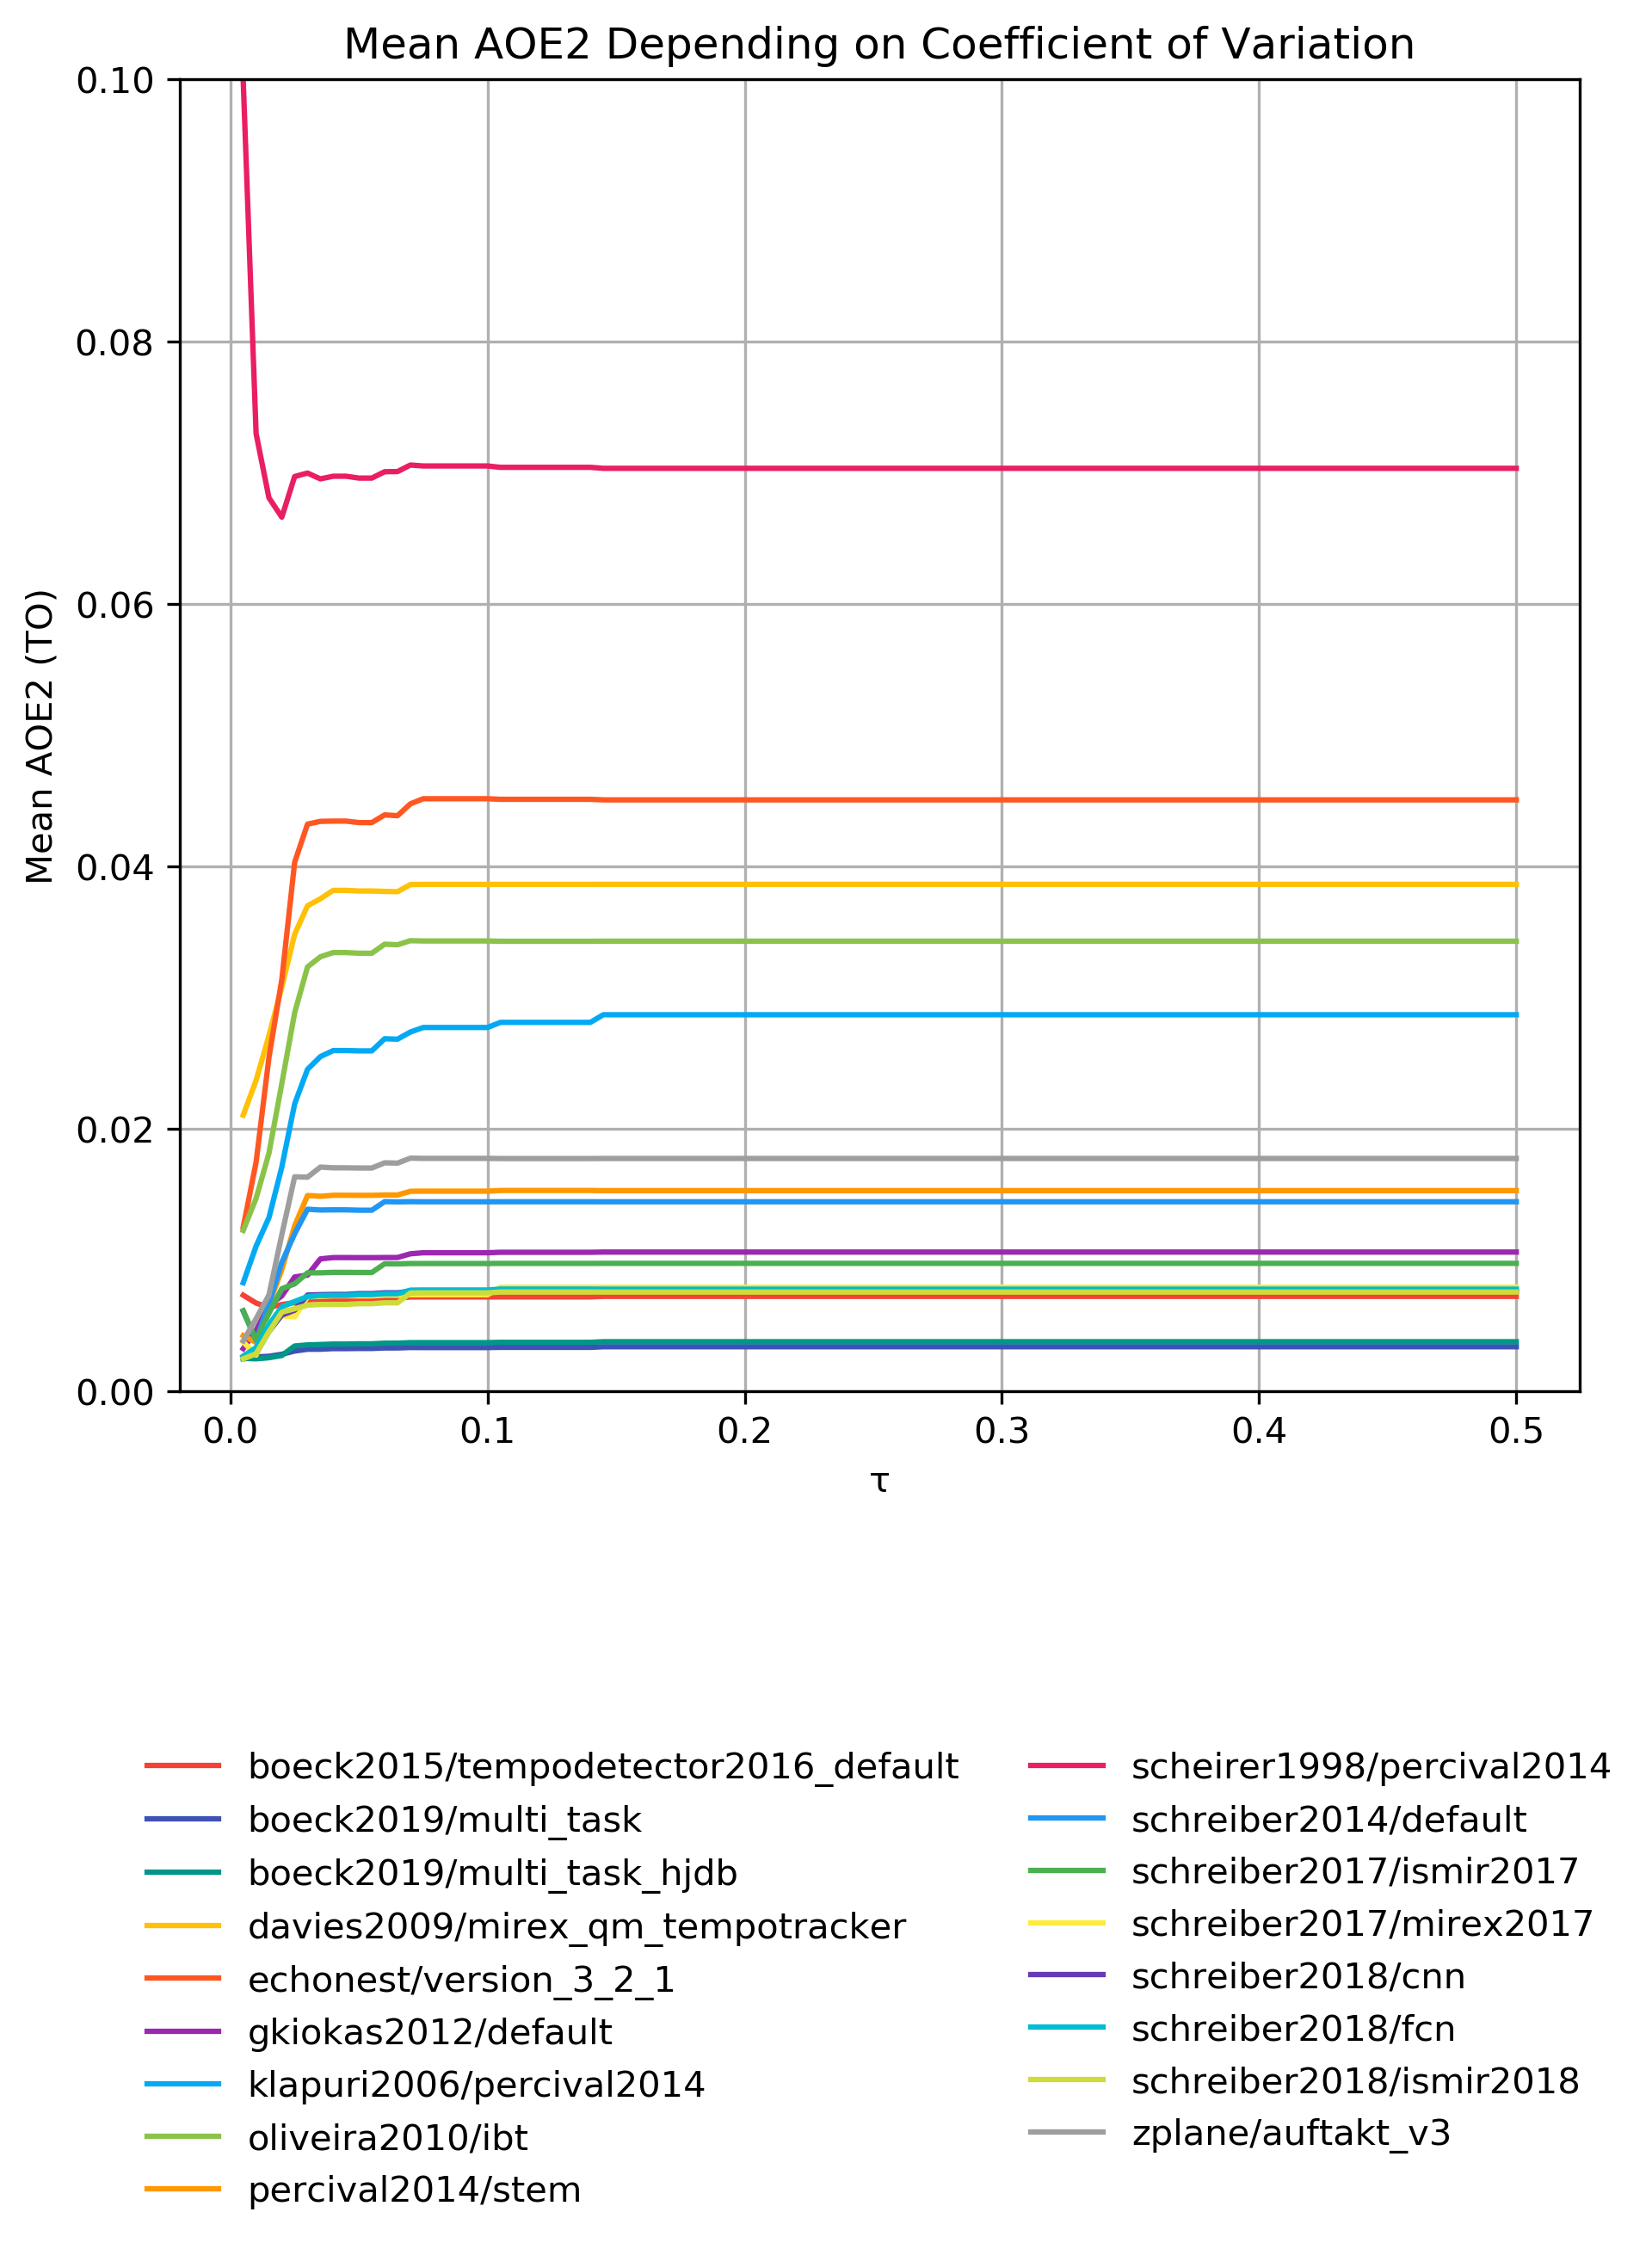 Mean AOE2 Depending on Coefficient of Variation
0.10
0.08
0.06
0.04
0.02
0.00
Mean AOE2 (TO)
0.0 0.1 0.2 0.3 0.4 0.5
τ
boeck2015/tempodetector2016_default
boeck2019/multi_task
boeck2019/multi_task_hjdb
davies2009/mirex_qm_tempotracker
echonest/version_3_2_1
gkiokas2012/default
klapuri2006/percival2014
oliveira2010/ibt
percival2014/stem
scheirer1998/percival2014
schreiber2014/default
schreiber2017/ismir2017
schreiber2017/mirex2017
schreiber2018/cnn
schreiber2018/fcn
schreiber2018/ismir2018
zplane/auftakt_v3